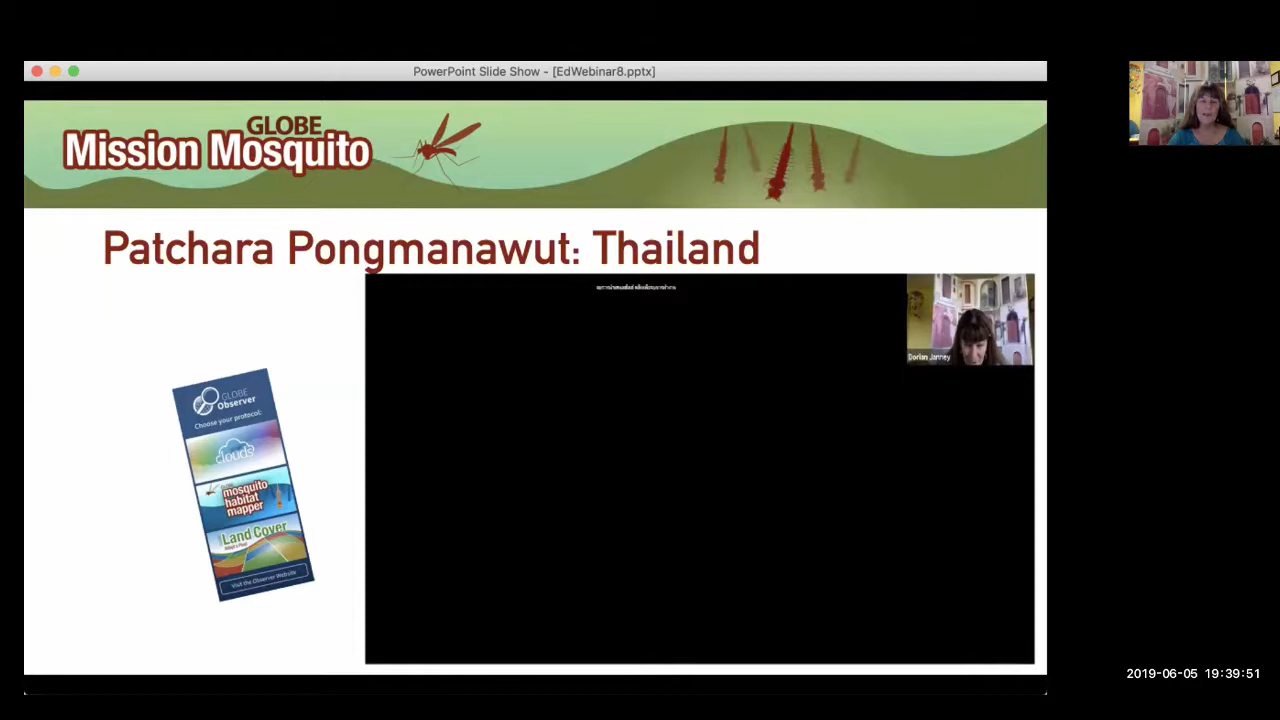 PowerPoint Slide Show - [EdWebinar8.pptx]
GLOBE
Mission Mosquito
Patchara Pongmanawut: Thailand
Dorian Janney
GLOBE
Observer
Choose your protocol:
clouds
mosquito
habitat
mapper
Land Cover
Visit the Observer Website
2019-06-05 19:39:51